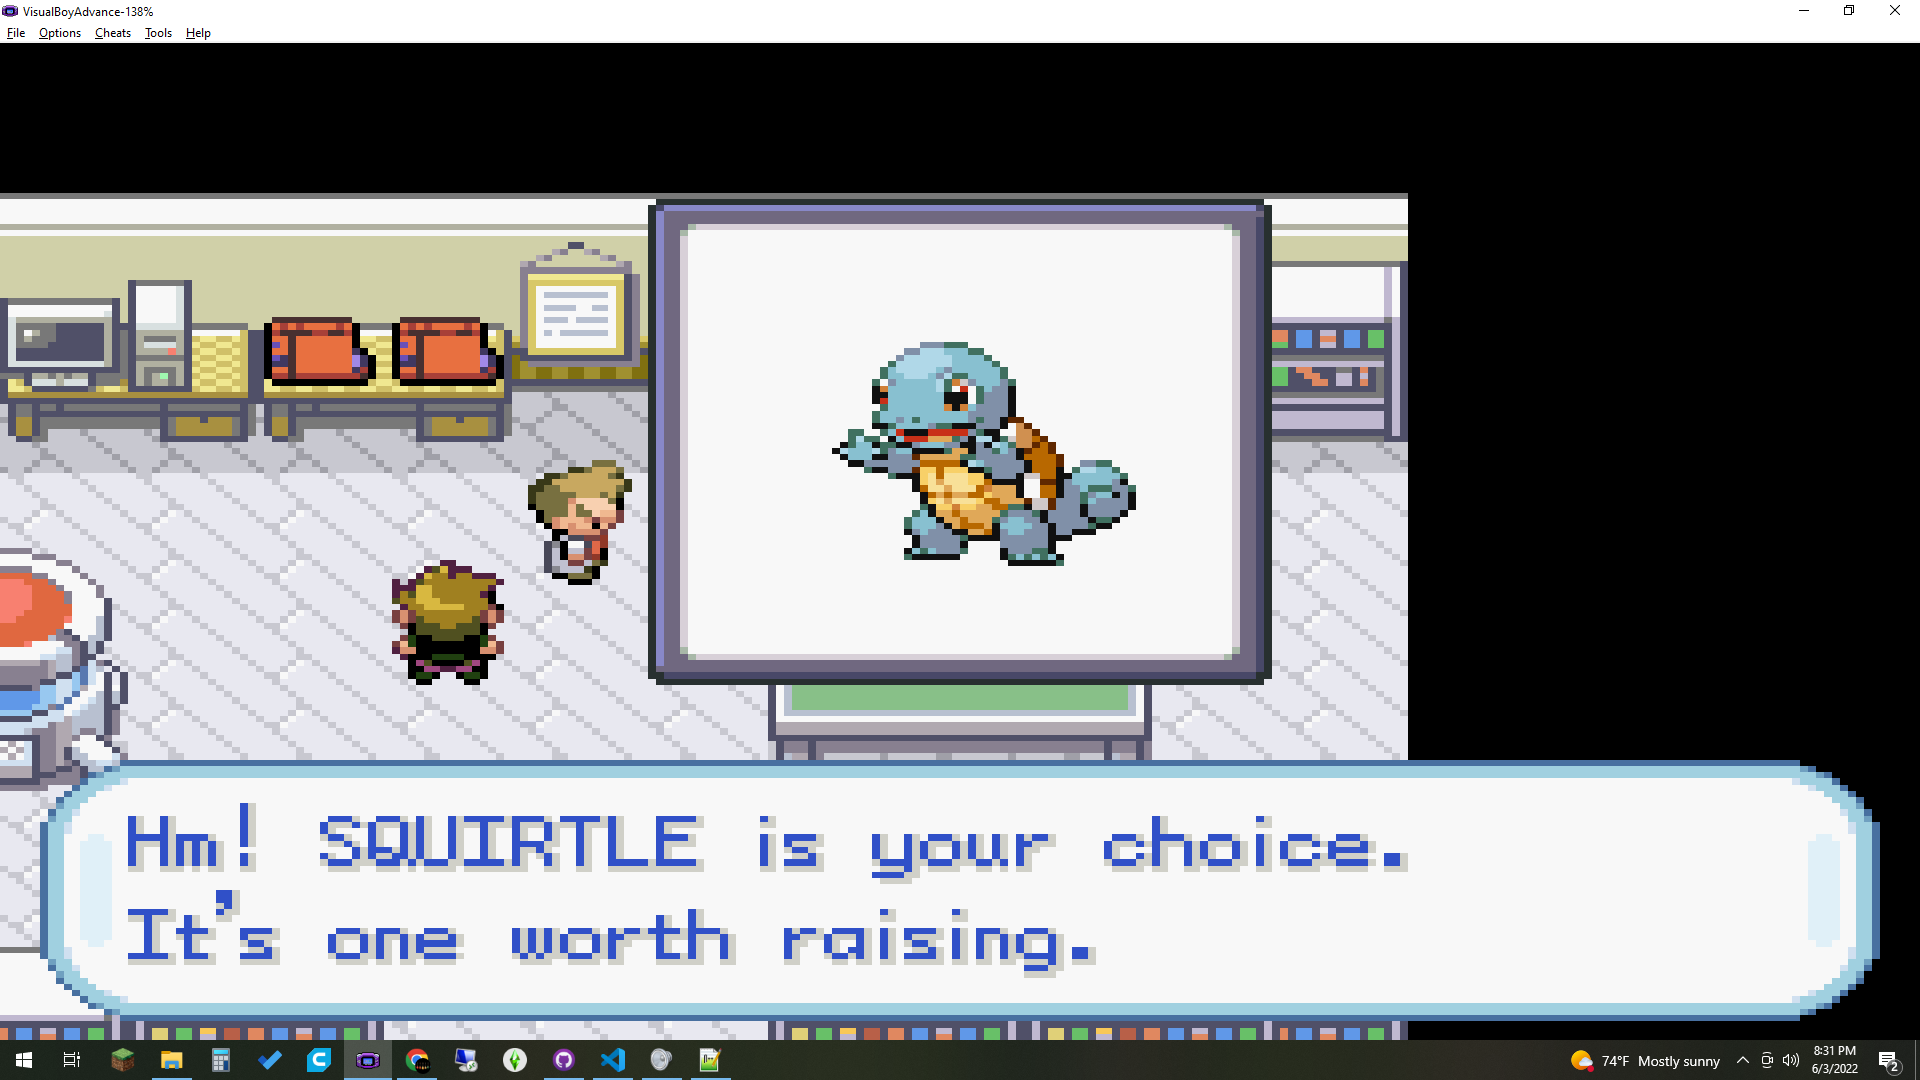 VisualBoyAdvance-138%
File Options Cheats Tools Help
Hm! SQUIRTLE is your choice.
It's one worth raising.
74°F Mostly sunny
8:31 PM
6/3/2022
2